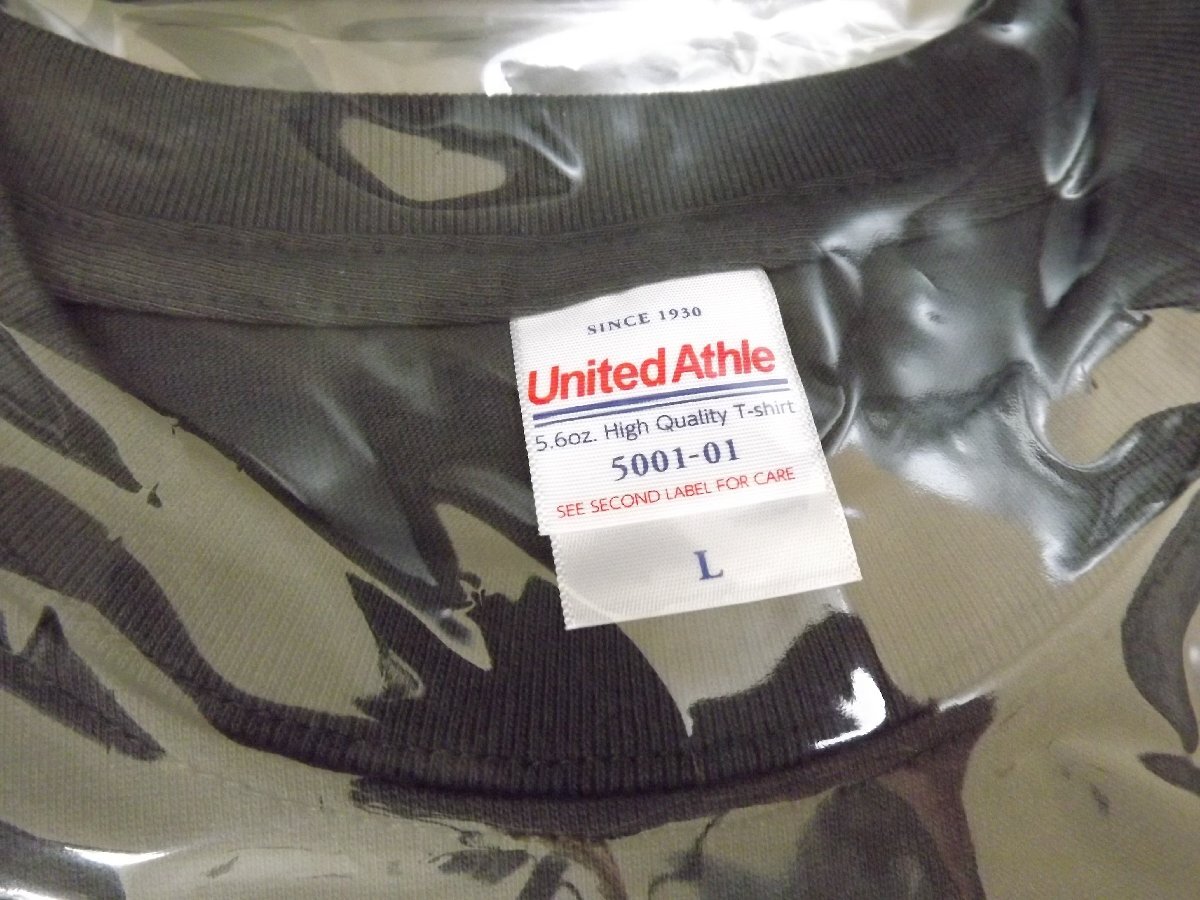 SINCE 1930
United Athle
5.6oz. High Quality T-shirt
5001-01
SEE SECOND LABEL FOR CARE
L